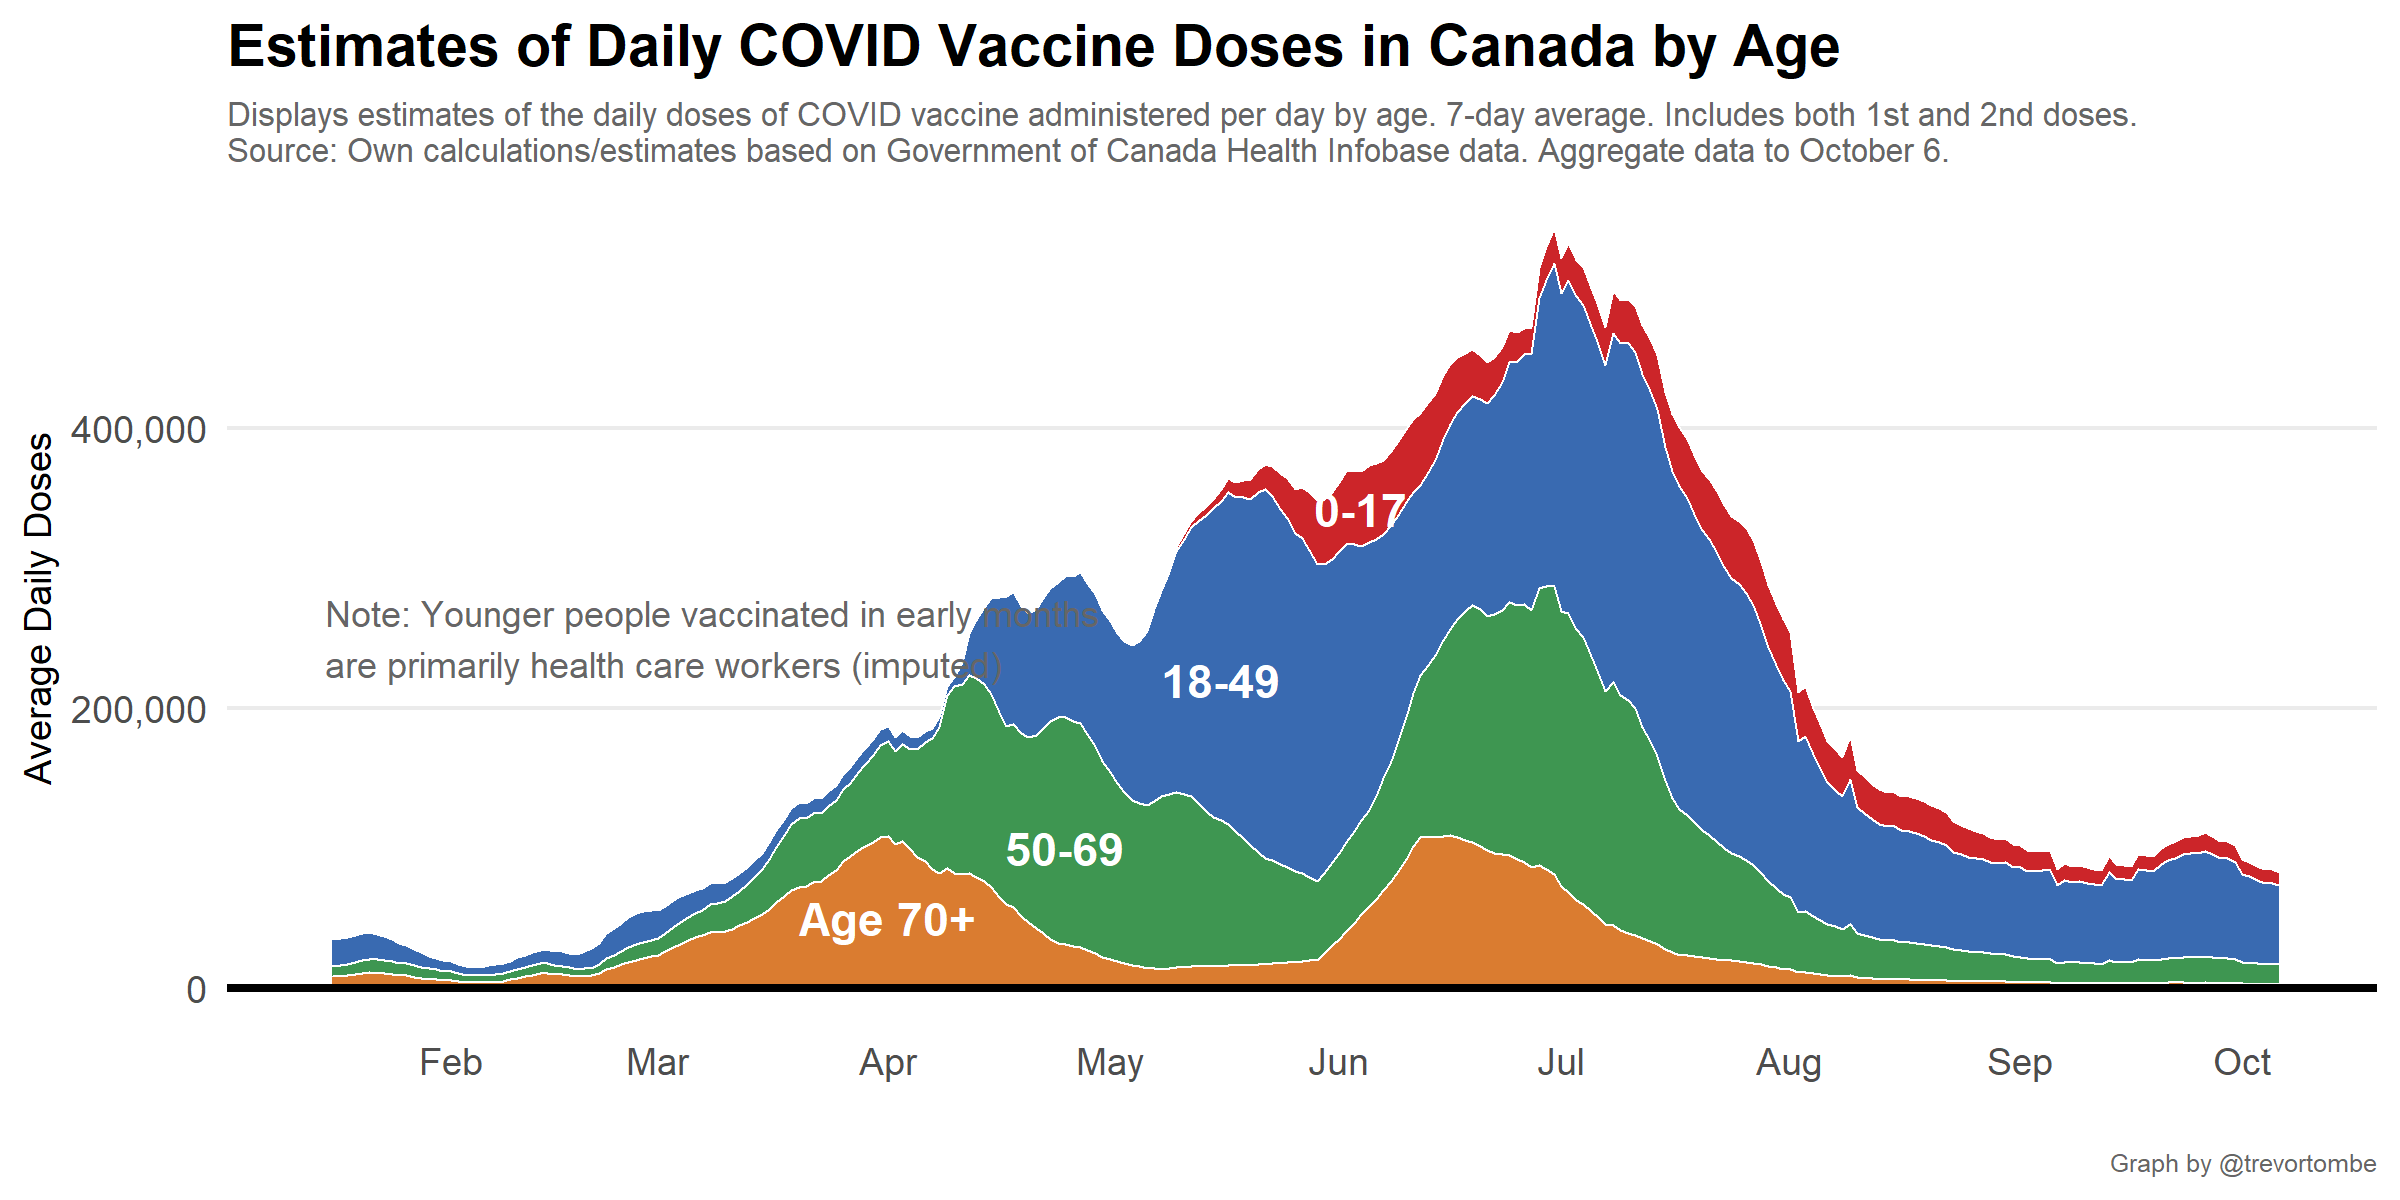 Estimates of Daily COVID Vaccine Doses in Canada by Age
Displays estimates of the daily doses of COVID vaccine administered per day by age. 7-day average. Includes both 1st and 2nd doses.
Source: Own calculations/estimates based on Government of Canada Health Infobase data. Aggregate data to October 6.
Average Daily Doses
400,000
200,000
0
0-17
Note: Younger people vaccinated in early months
are primarily health care workers (imputed)
18-49
50-69
Age 70+
Feb Mar Apr May Jun Jul Aug Sep Oct
Graph by @trevortombe